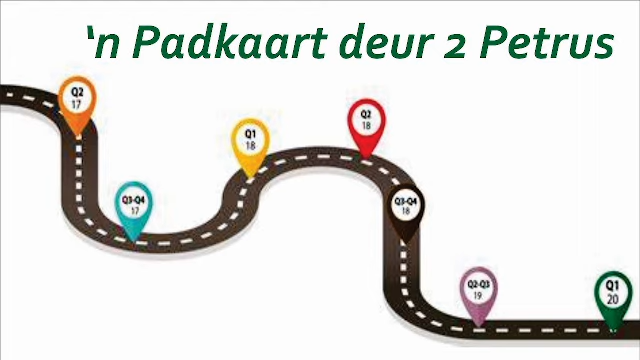 ‘n Padkaart deur 2 Petrus
Q2
17
Q3-Q4
17
Q1
18
Q2
18
Q3-Q4
18
Q2-Q3
19
Q1
20